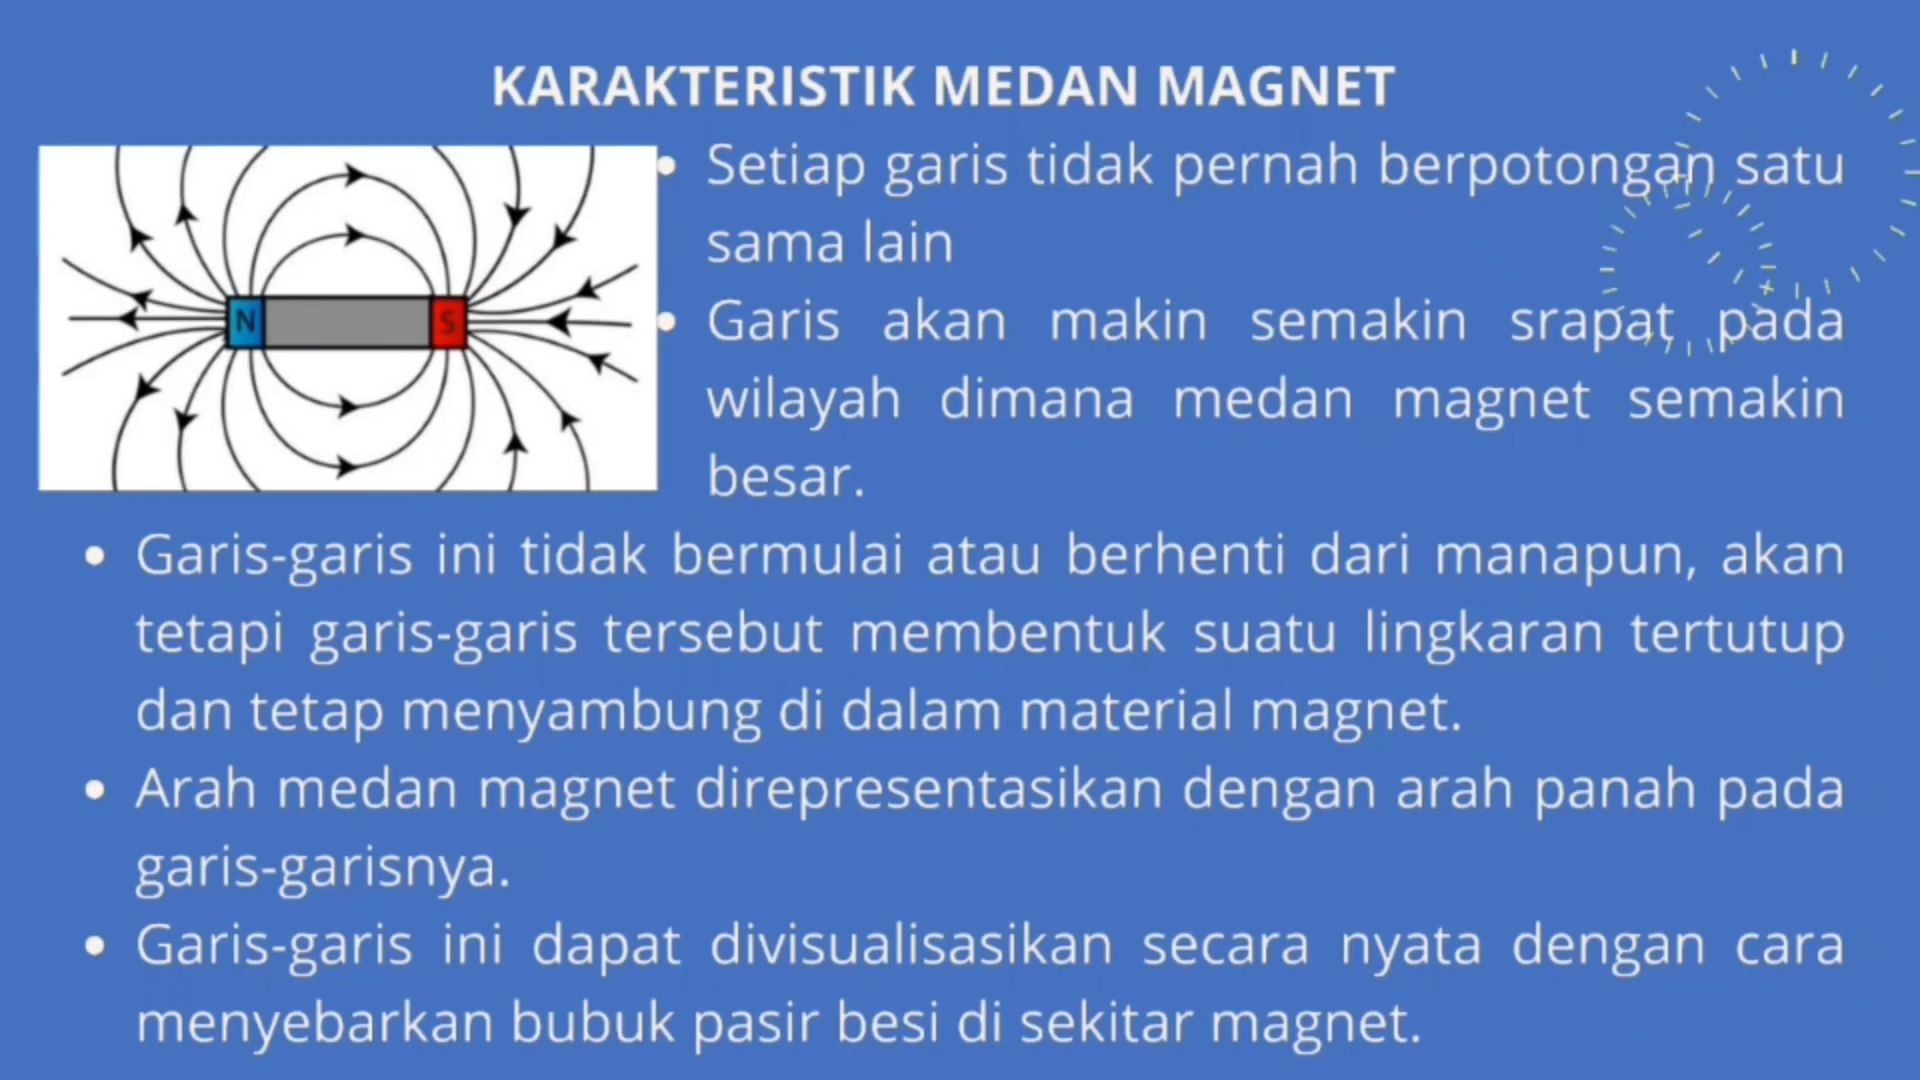 KARAKTERISTIK MEDAN MAGNET
N
S
Setiap garis tidak pernah berpotongan satu
sama lain
Garis akan makin semakin srapat pada
wilayah dimana medan magnet semakin
besar.
Garis-garis ini tidak bermulai atau berhenti dari manapun, akan
tetapi garis-garis tersebut membentuk suatu lingkaran tertutup
dan tetap menyambung di dalam material magnet.
Arah medan magnet direpresentasikan dengan arah panah pada
garis-garisnya.
Garis-garis ini dapat divisualisasikan secara nyata dengan cara
menyebarkan bubuk pasir besi di sekitar magnet.